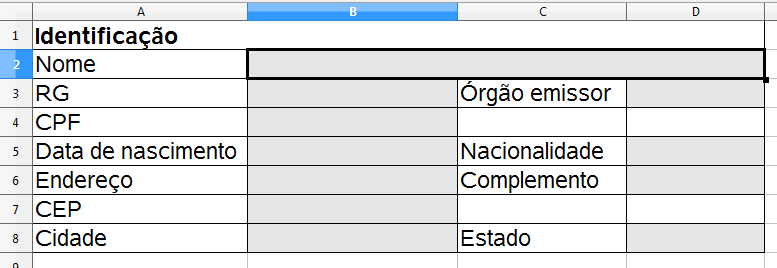 A B C D
1 Identificação
2 Nome
3 RG Órgão emissor
4 CPF
5 Data de nascimento Nacionalidade
6 Endereço Complemento
7 CEP
8 Cidade Estado